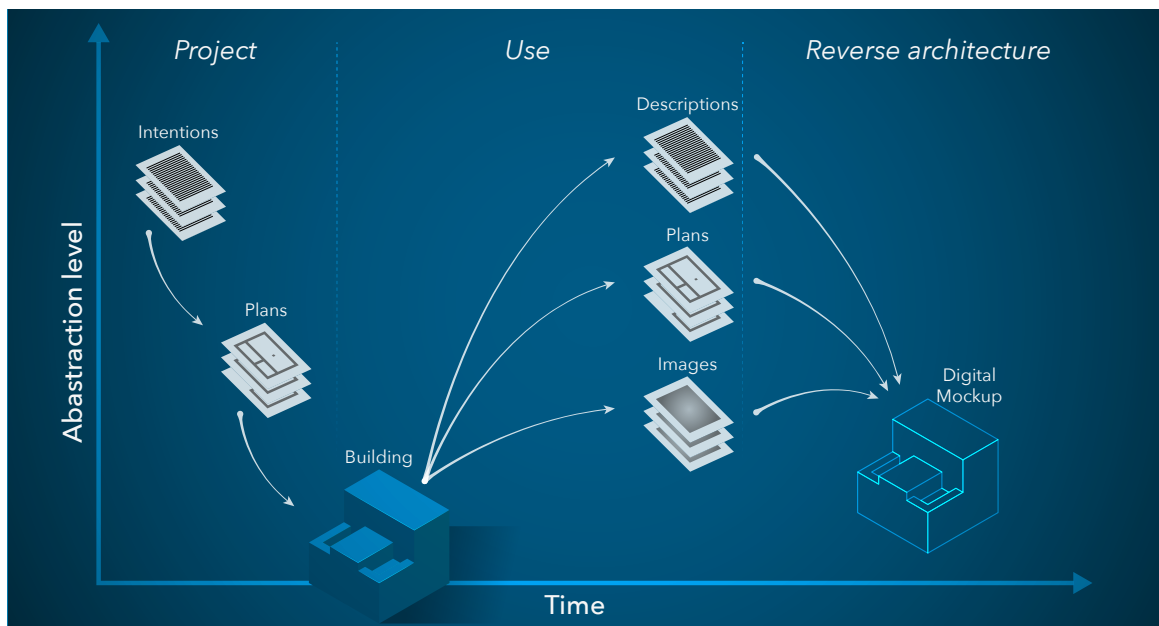 Project
Use
Reverse architecture
Descriptions
Intentions
Plans
Plans
Images
Digital
Mockup
Building
Abastraction level
Time